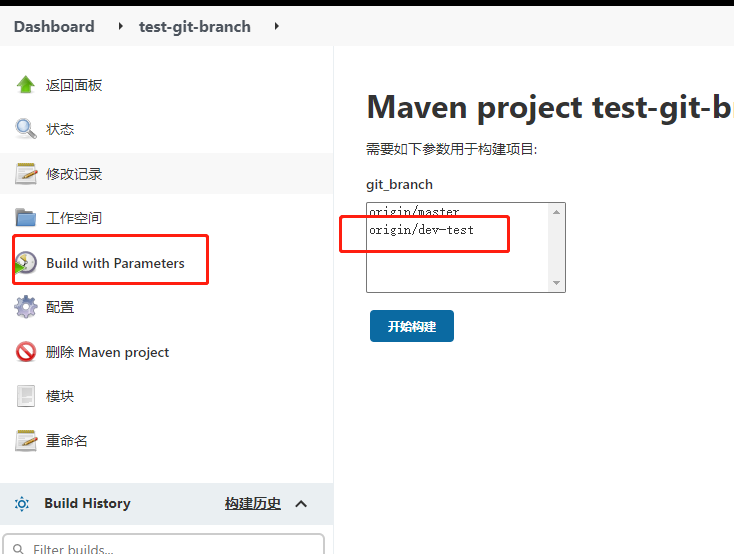 Dashboard
test-git-branch
返回面板
状态
修改记录
工作空间
Build with Parameters
配置
删除 Maven project
模块
重命名
Build History
构建历史
Filter builds...
Maven project test-git-b
需要如下参数用于构建项目:
git_branch
origin/master
origin/dev-test
开始构建